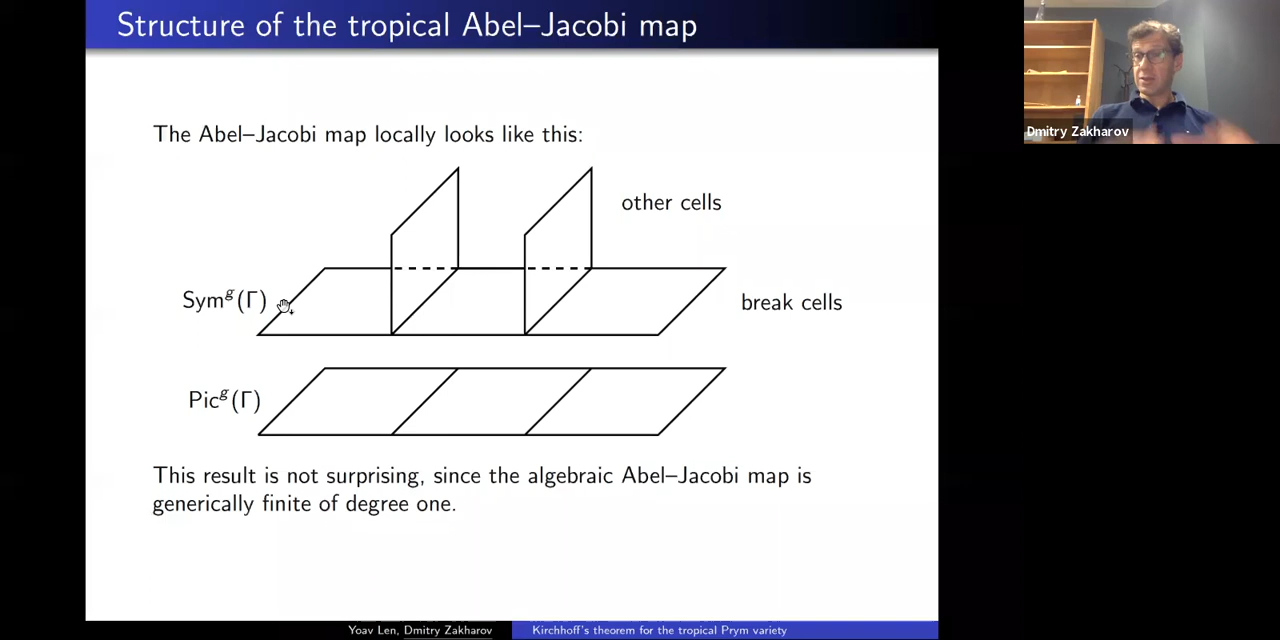 Structure of the tropical Abel–Jacobi map
Dmitry Zakharov
The Abel–Jacobi map locally looks like this:
other cells
Symᵍ(Γ)
break cells
Picᵍ(Γ)
This result is not surprising, since the algebraic Abel–Jacobi map is
generically finite of degree one.
Yoav Len, Dmitry Zakharov
Kirchhoff's theorem for the tropical Prym variety